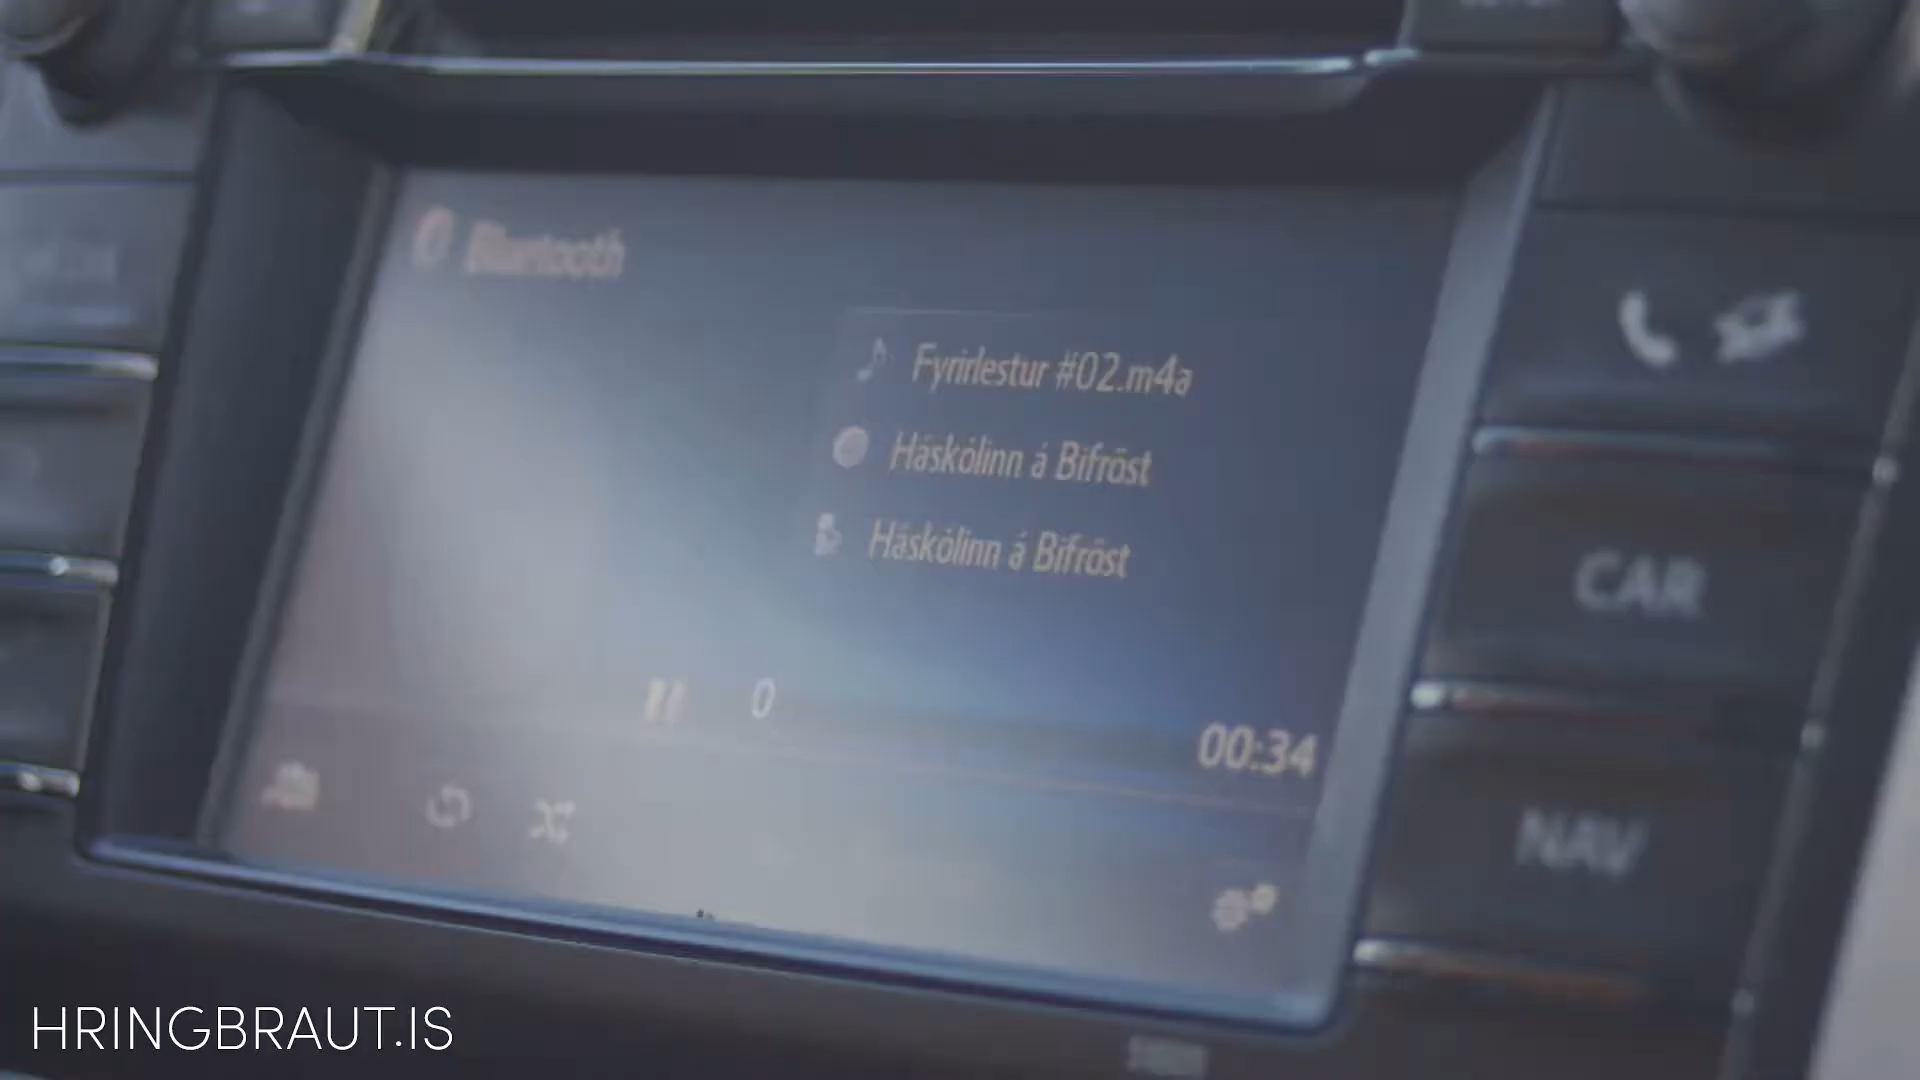 Bluetooth
Fyrirlestur #02.m4a
Háskólinn á Bifröst
Háskólinn á Bifröst
0
00:34
CAR
NAV
HRINGBRAUT.IS